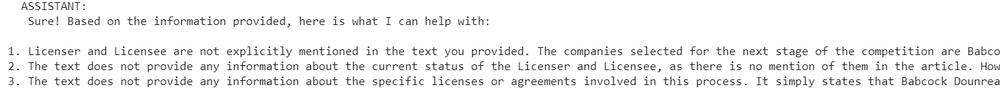 ASSISTANT:
Sure! Based on the information provided, here is what I can help with:
1. Licenser and Licensee are not explicitly mentioned in the text you provided. The companies selected for the next stage of the competition are Babco
2. The text does not provide any information about the current status of the Licenser and Licensee, as there is no mention of them in the article. How
3. The text does not provide any information about the specific licenses or agreements involved in this process. It simply states that Babcock Dounrea